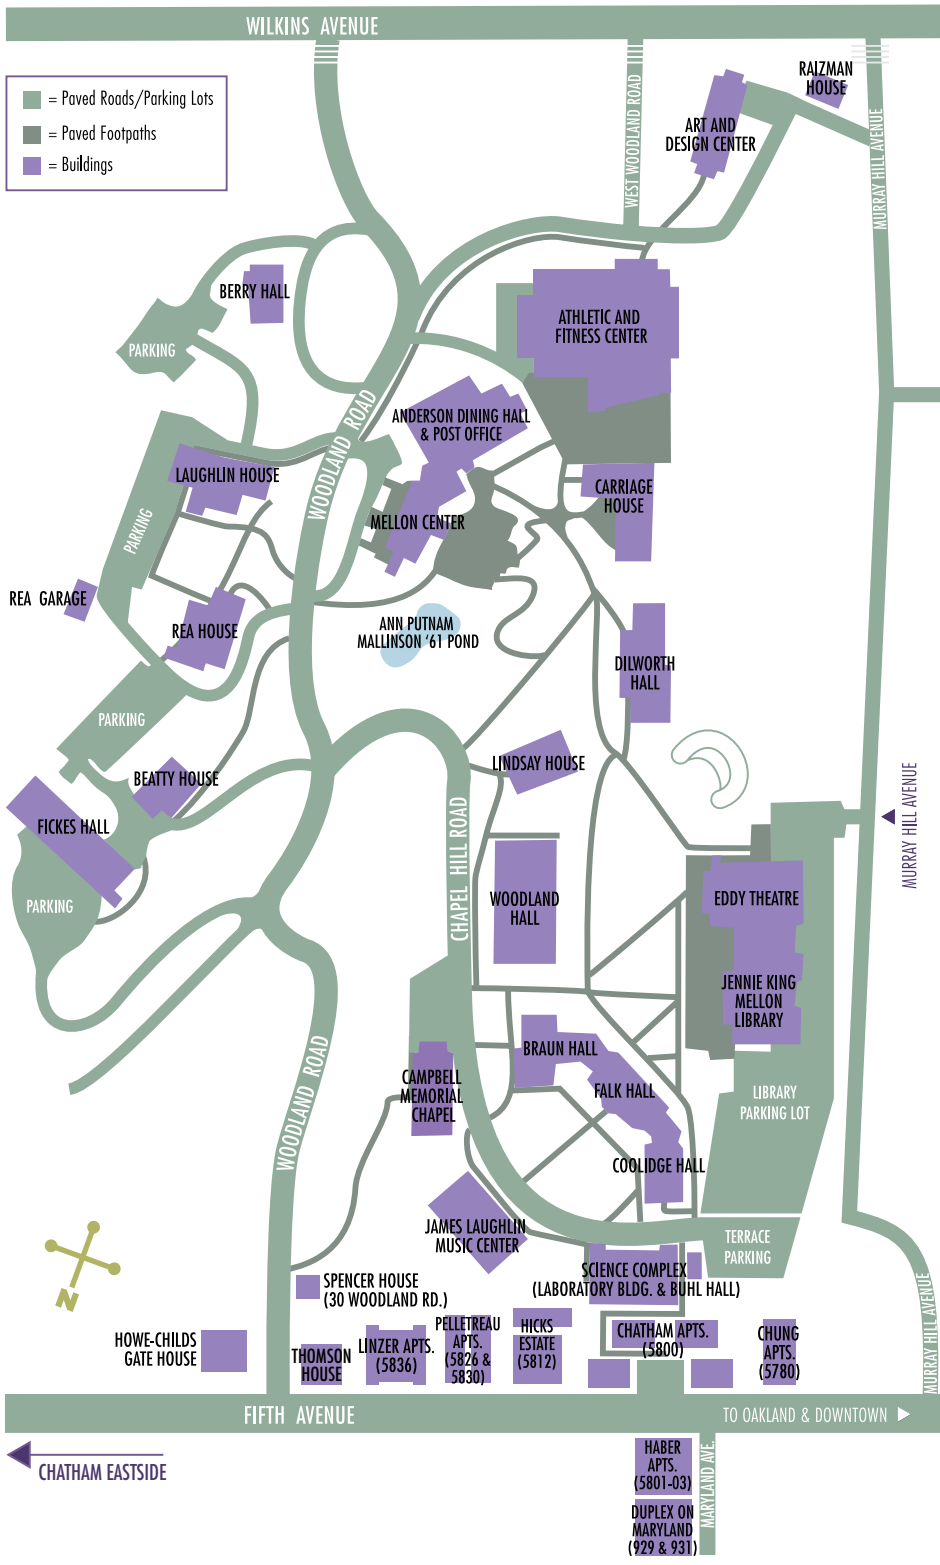 WILKINS AVENUE
= Paved Roads/Parking Lots
= Paved Footpaths
= Buildings
RAIZMAN
HOUSE
ART AND
DESIGN CENTER
WEST WOODLAND ROAD
MURRAY HILL AVENUE
BERRY HALL
PARKING
ATHLETIC AND
FITNESS CENTER
WOODLAND ROAD
ANDERSON DINING HALL
& POST OFFICE
LAUGHLIN HOUSE
PARKING
MELLON CENTER
CARRIAGE
HOUSE
REA GARAGE
REA HOUSE
ANN PUTNAM
MALLINSON ‘61 POND
DILWORTH
HALL
PARKING
BEATTY HOUSE
LINDSAY HOUSE
FICKES HALL
PARKING
CHAPEL HILL ROAD
MURRAY HILL AVENUE
WOODLAND
HALL
EDDY THEATRE
JENNIE KING
MELLON
LIBRARY
WOODLAND ROAD
BRAUN HALL
CAMPBELL
MEMORIAL
CHAPEL
FALK HALL
LIBRARY
PARKING LOT
COOLIDGE HALL
JAMES LAUGHLIN
MUSIC CENTER
TERRACE
PARKING
N
SPENCER HOUSE
(30 WOODLAND RD.)
SCIENCE COMPLEX
(LABORATORY BLDG. & BUHL HALL)
MURRAY HILL AVENUE
HOWE-CHILDS
GATE HOUSE
THOMSON
HOUSE
LINZER APTS.
(5836)
PELLETREAU
APTS.
(5826 &
5830)
HICKS
ESTATE
(5812)
CHATHAM APTS.
(5800)
CHUNG
APTS.
(5780)
FIFTH AVENUE
TO OAKLAND & DOWNTOWN
CHATHAM EASTSIDE
HABER
APTS.
(5801-03)
MARYLAND AVE.
DUPLEX ON
MARYLAND
(929 & 931)